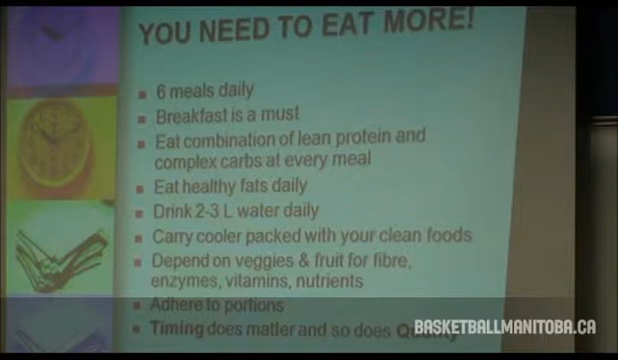 YOU NEED TO EAT MORE!
6 meals daily
Breakfast is a must
Eat combination of lean protein and
complex carbs at every meal
Eat healthy fats daily
Drink 2-3 L water daily
Carry cooler packed with your clean foods
Depend on veggies & fruit for fibre,
enzymes, vitamins, nutrients
Adhere to portions
Timing does matter and so does Quality
BASKETBALLMANITOBA.CA